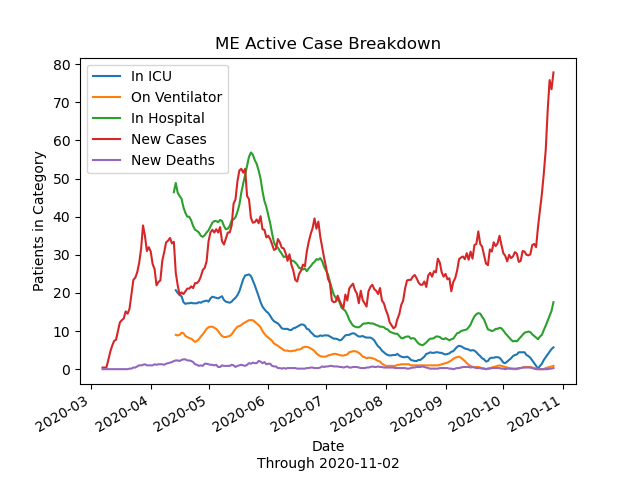 ME Active Case Breakdown
In ICU
On Ventilator
In Hospital
New Cases
New Deaths
Patients in Category
80
70
60
50
40
30
20
10
0
2020-03
2020-04
2020-05
2020-06
2020-07
2020-08
2020-09
2020-10
2020-11
Date
Through 2020-11-02